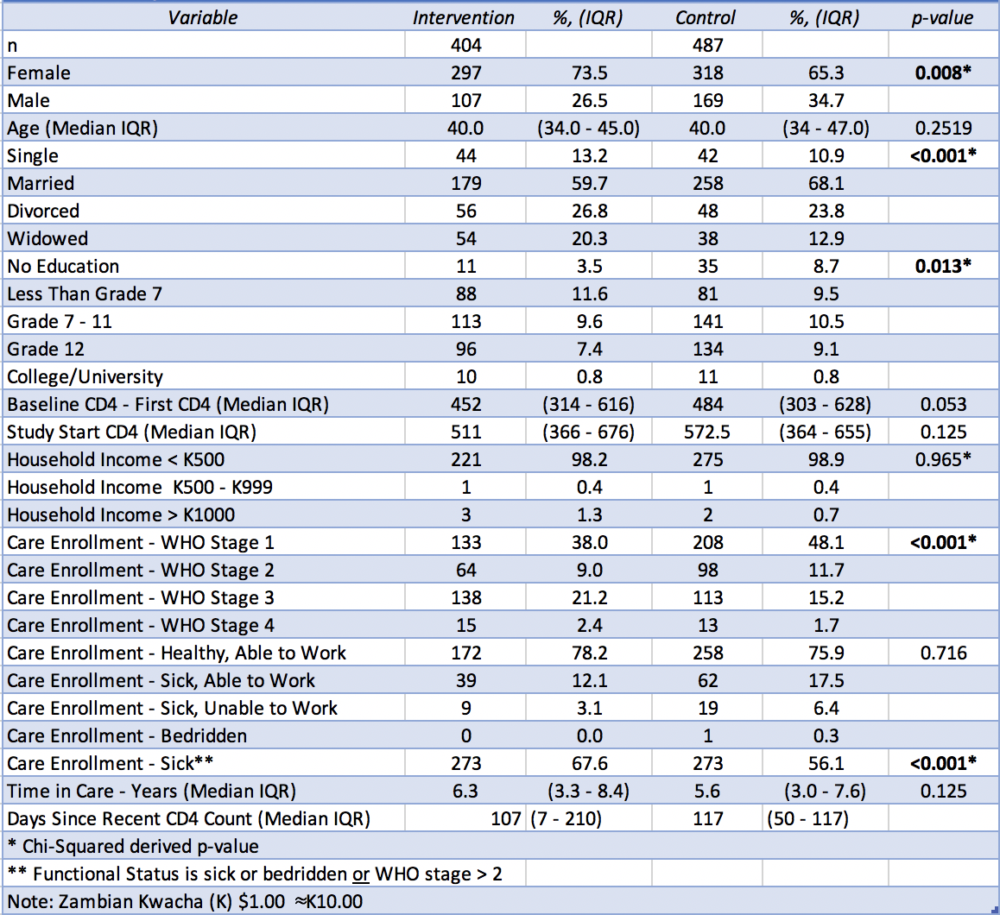 Variable Intervention %, (IQR) Control %, (IQR) p-value
n 404 487
Female 297 73.5 318 65.3 0.008*
Male 107 26.5 169 34.7
Age (Median IQR) 40.0 (34.0 - 45.0) 40.0 (34 - 47.0) 0.2519
Single 44 13.2 42 10.9 <0.001*
Married 179 59.7 258 68.1
Divorced 56 26.8 48 23.8
Widowed 54 20.3 38 12.9
No Education 11 3.5 35 8.7 0.013*
Less Than Grade 7 88 11.6 81 9.5
Grade 7 - 11 113 9.6 141 10.5
Grade 12 96 7.4 134 9.1
College/University 10 0.8 11 0.8
Baseline CD4 - First CD4 (Median IQR) 452 (314 - 616) 484 (303 - 628) 0.053
Study Start CD4 (Median IQR) 511 (366 - 676) 572.5 (364 - 655) 0.125
Household Income < K500 221 98.2 275 98.9 0.965*
Household Income K500 - K999 1 0.4 1 0.4
Household Income > K1000 3 1.3 2 0.7
Care Enrollment - WHO Stage 1 133 38.0 208 48.1 <0.001*
Care Enrollment - WHO Stage 2 64 9.0 98 11.7
Care Enrollment - WHO Stage 3 138 21.2 113 15.2
Care Enrollment - WHO Stage 4 15 2.4 13 1.7
Care Enrollment - Healthy, Able to Work 172 78.2 258 75.9 0.716
Care Enrollment - Sick, Able to Work 39 12.1 62 17.5
Care Enrollment - Sick, Unable to Work 9 3.1 19 6.4
Care Enrollment - Bedridden 0 0.0 1 0.3
Care Enrollment - Sick** 273 67.6 273 56.1 <0.001*
Time in Care - Years (Median IQR) 6.3 (3.3 - 8.4) 5.6 (3.0 - 7.6) 0.125
Days Since Recent CD4 Count (Median IQR) 107 (7 - 210) 117 (50 - 117)
* Chi-Squared derived p-value
** Functional Status is sick or bedridden or WHO stage > 2
Note: Zambian Kwacha (K) $1.00 ≈K10.00